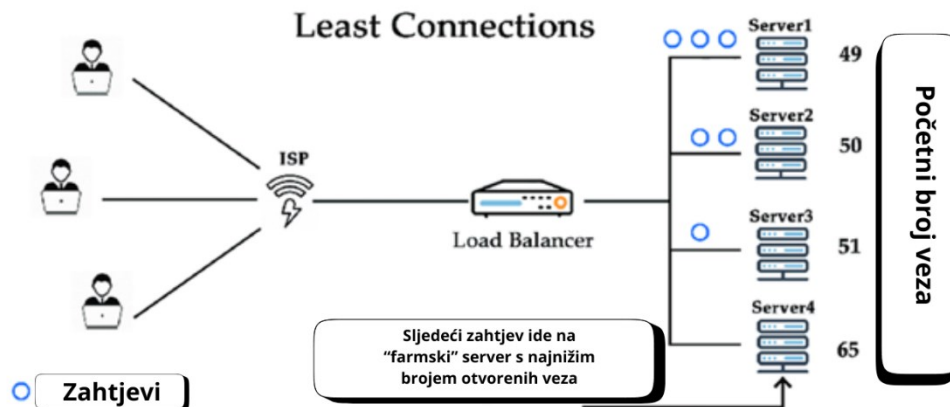 Least Connections
Server1
49
Server2
50
ISP
Load Balancer
Server3
51
Server4
65
Početni broj veza
Sljedeći zahtjev ide na
“farmski” server s najnižim
brojem otvorenih veza
Zahtjevi